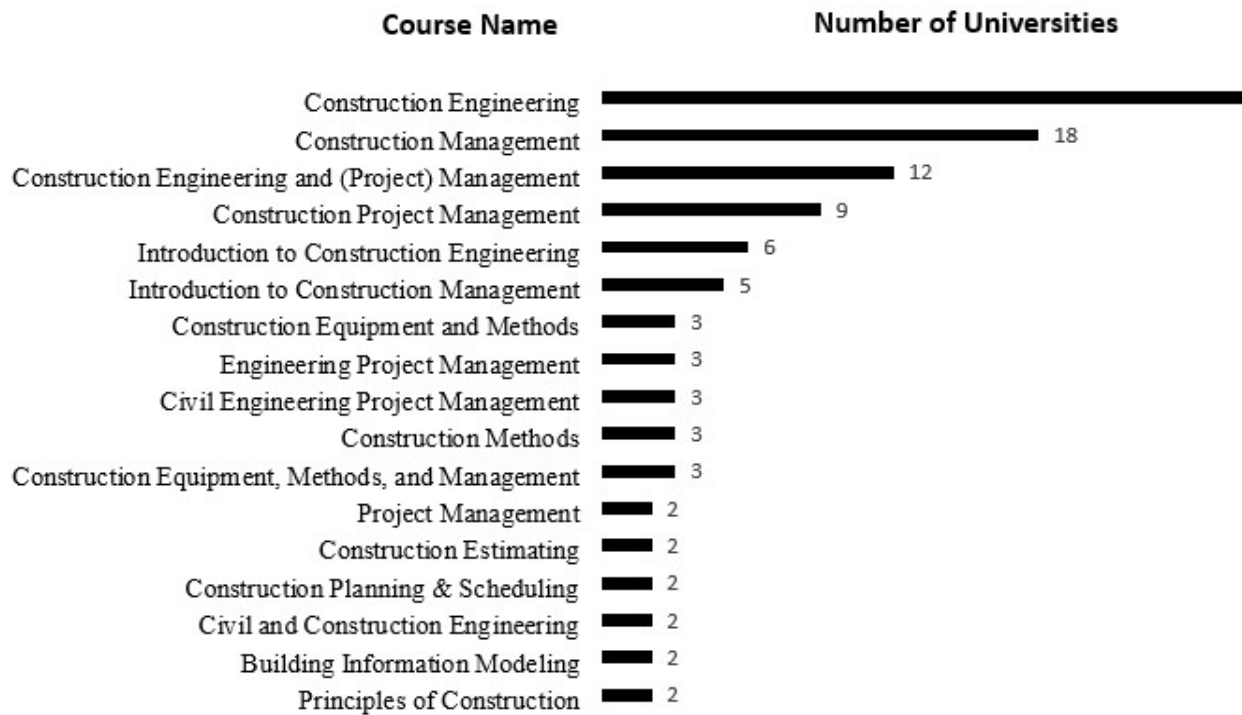 Course Name Number of Universities
Construction Engineering
Construction Management 18
Construction Engineering and (Project) Management 12
Construction Project Management 9
Introduction to Construction Engineering 6
Introduction to Construction Management 5
Construction Equipment and Methods 3
Engineering Project Management 3
Civil Engineering Project Management 3
Construction Methods 3
Construction Equipment, Methods, and Management 3
Project Management 2
Construction Estimating 2
Construction Planning & Scheduling 2
Civil and Construction Engineering 2
Building Information Modeling 2
Principles of Construction 2